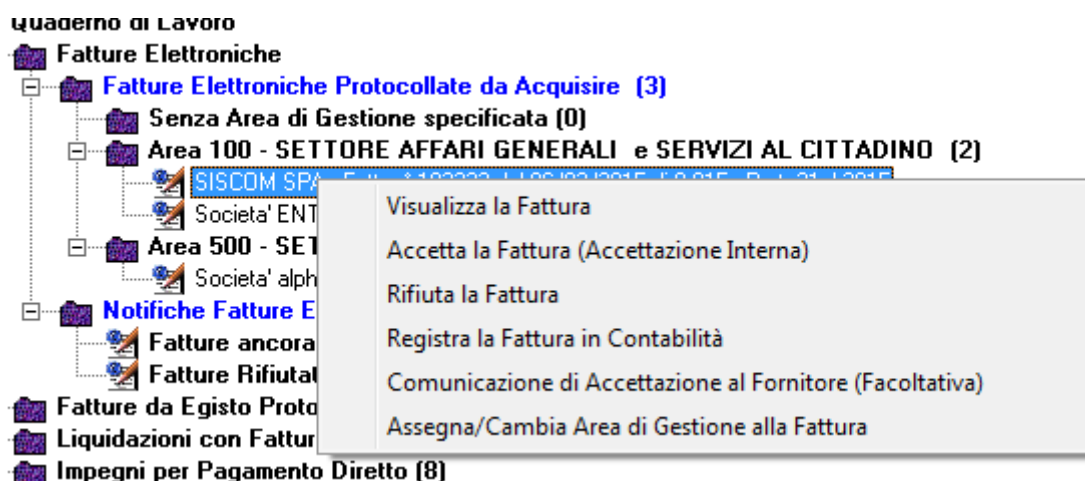 Quaderno di Lavoro
Fatture Elettroniche
Fatture Elettroniche Protocollate da Acquisire (3)
Senza Area di Gestione specificata (0)
Area 100 - SETTORE AFFARI GENERALI e SERVIZI AL CITTADINO (2)
SISCOM SPA
Societa' ENT
Area 500 - SET
Societa' alph
Notifiche Fatture E
Fatture ancora
Fatture Rifiutat
Fatture da Egisto Proto
Liquidazioni con Fattur
Impegni per Pagamento Diretto (8)
Visualizza la Fattura
Accetta la Fattura (Accettazione Interna)
Rifiuta la Fattura
Registra la Fattura in Contabilità
Comunicazione di Accettazione al Fornitore (Facoltativa)
Assegna/Cambia Area di Gestione alla Fattura